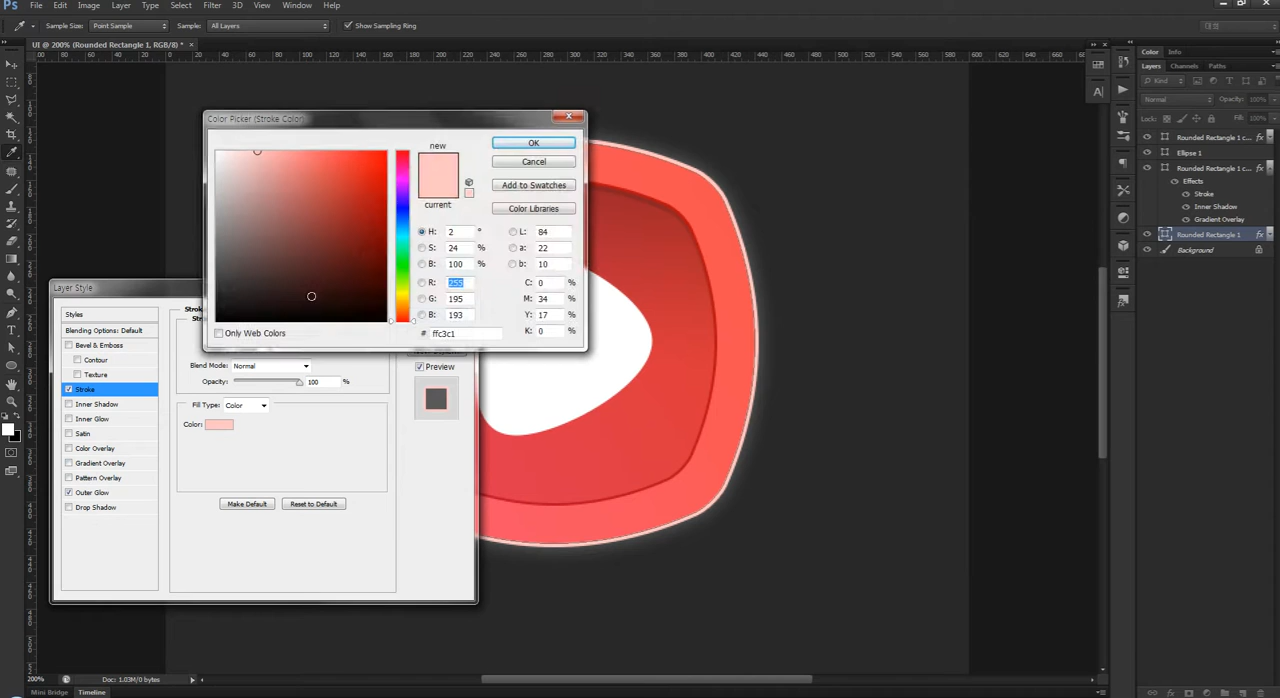 Ps File Edit Image Layer Type Select Filter 3D View Window Help
Sample Size: Point Sample Sample: All Layers Show Sampling Ring
UI @ 200% (Rounded Rectangle 1, RGB/8) * ×
Color Info
Layers Channels Paths
Kind
Normal Opacity: 100%
Lock: Fill: 100%
Rounded Rectangle 1 c...
Ellipse 1
Rounded Rectangle 1 c... fx
Effects
Stroke
Inner Shadow
Gradient Overlay
Rounded Rectangle 1 fx
Background
Color Picker (Stroke Color)
new
current
OK
Cancel
Add to Swatches
Color Libraries
H: 2 °
S: 24 %
B: 100 %
R: 255
G: 195
B: 193
# ffc3c1
L: 84
a: 22
b: 10
C: 0 %
M: 34 %
Y: 17 %
K: 0 %
Only Web Colors
Layer Style
Styles
Blending Options: Default
Bevel & Emboss
Contour
Texture
Stroke
Inner Shadow
Inner Glow
Satin
Color Overlay
Gradient Overlay
Pattern Overlay
Outer Glow
Drop Shadow
Blend Mode: Normal
Opacity: 100 %
Fill Type: Color
Color:
Make Default Reset to Default
Preview
200% Doc: 1.03M/0 bytes
Mini Bridge Timeline